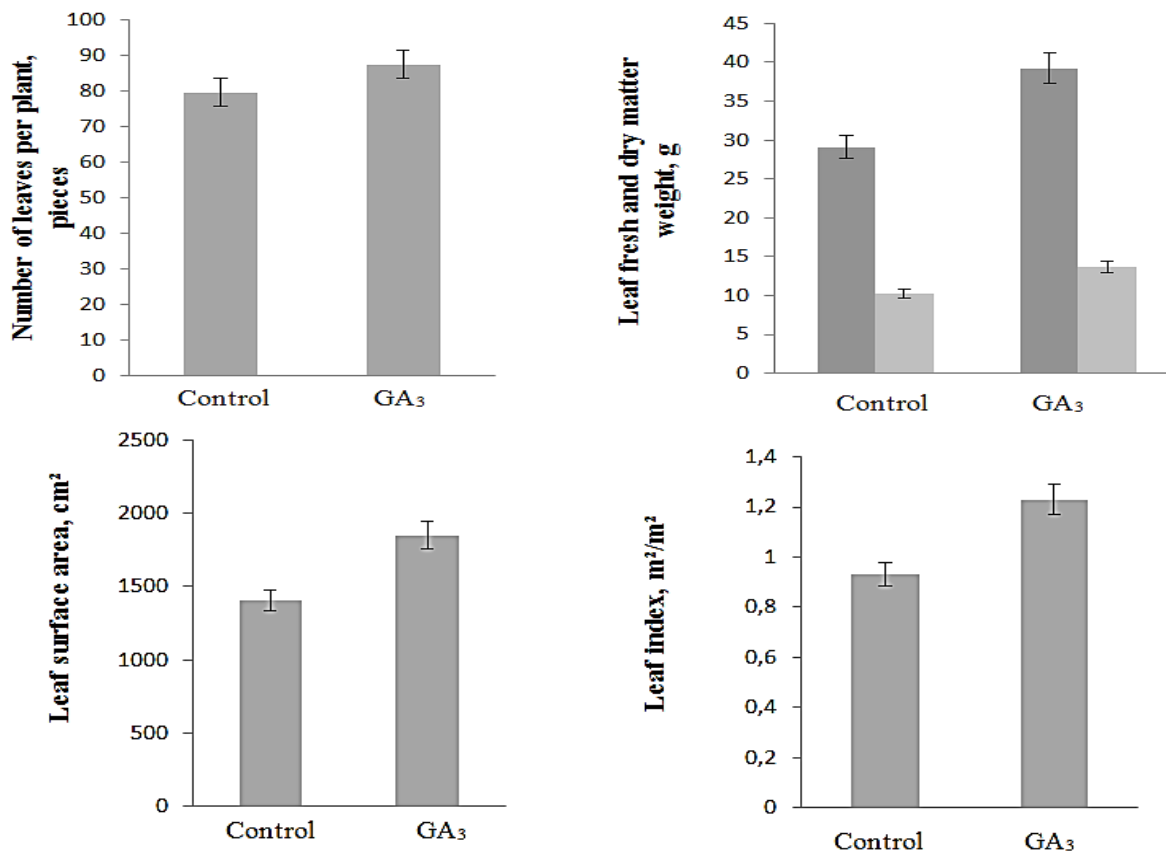 Number of leaves per plant,
pieces
100
90
80
70
60
50
40
30
20
10
0
Control
GA₃
Leaf fresh and dry matter
weight, g
45
40
35
30
25
20
15
10
5
0
Control
GA₃
Leaf surface area, cm²
2500
2000
1500
1000
500
0
Control
GA₃
Leaf index, m²/m²
1,4
1,2
1
0,8
0,6
0,4
0,2
0
Control
GA₃